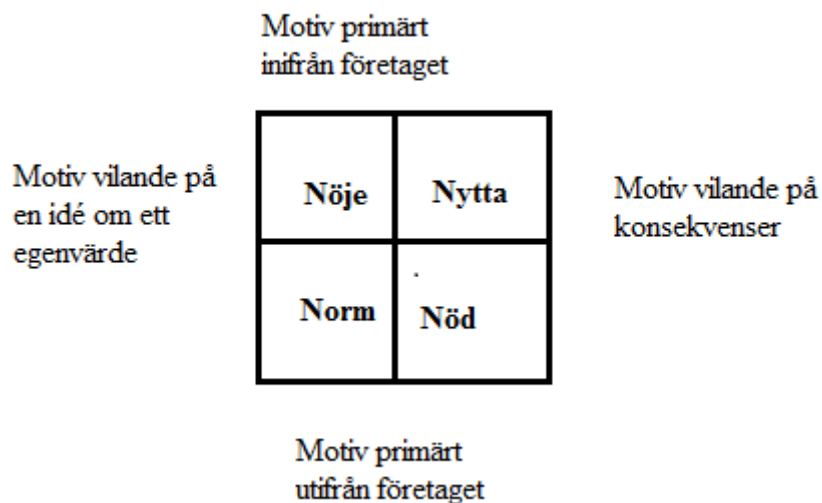 Motiv primärt
inifrån företaget
Motiv vilande på
en idé om ett
egenvärde
Nöje
Nytta
Motiv vilande på
konsekvenser
Norm
Nöd
Motiv primärt
utifrån företaget